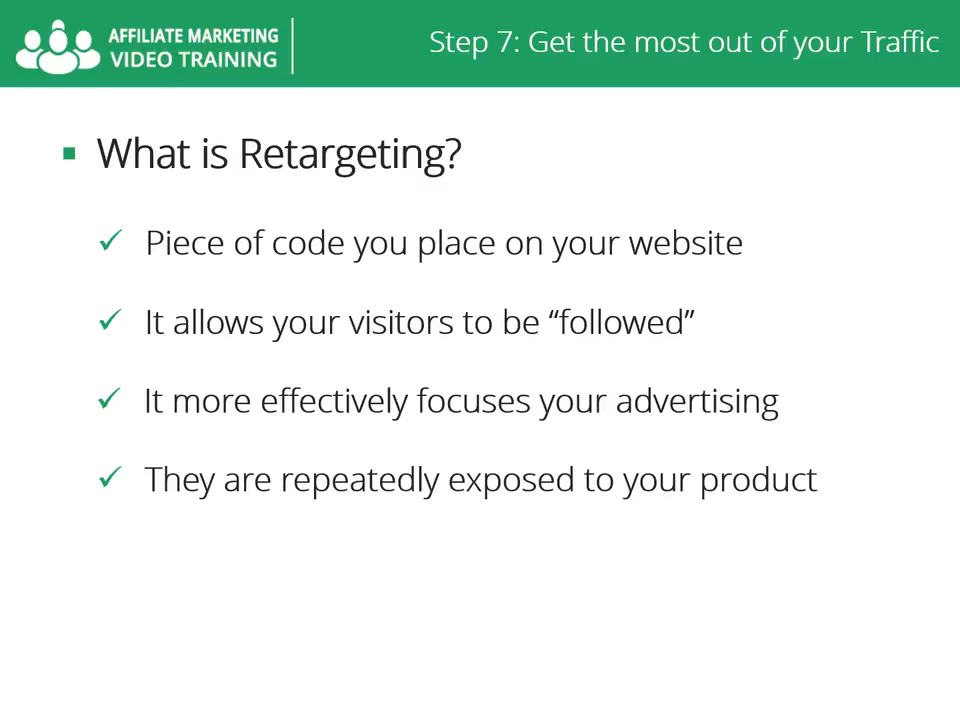 AFFILIATE MARKETING
VIDEO TRAINING
Step 7: Get the most out of your Traffic
What is Retargeting?
Piece of code you place on your website
It allows your visitors to be “followed”
It more effectively focuses your advertising
They are repeatedly exposed to your product